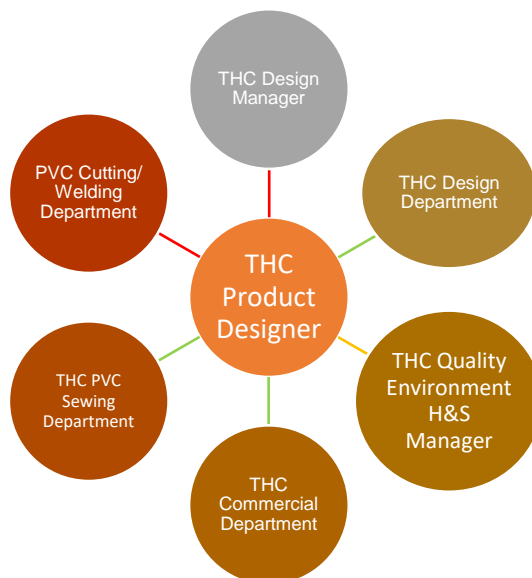 THC Design
Manager
PVC Cutting/
Welding
Department
THC Design
Department
THC
Product
Designer
THC PVC
Sewing
Department
THC Quality
Environment
H&S
Manager
THC
Commercial
Department